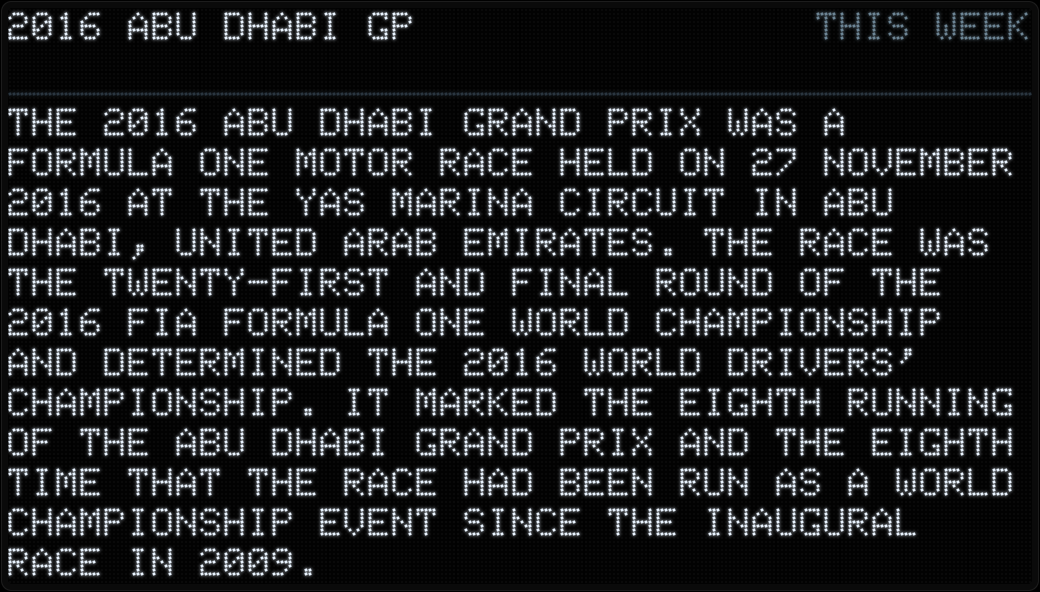 2016 ABU DHABI GP THIS WEEK
THE 2016 ABU DHABI GRAND PRIX WAS A
FORMULA ONE MOTOR RACE HELD ON 27 NOVEMBER
2016 AT THE YAS MARINA CIRCUIT IN ABU
DHABI, UNITED ARAB EMIRATES. THE RACE WAS
THE TWENTY-FIRST AND FINAL ROUND OF THE
2016 FIA FORMULA ONE WORLD CHAMPIONSHIP
AND DETERMINED THE 2016 WORLD DRIVERS'
CHAMPIONSHIP. IT MARKED THE EIGHTH RUNNING
OF THE ABU DHABI GRAND PRIX AND THE EIGHTH
TIME THAT THE RACE HAD BEEN RUN AS A WORLD
CHAMPIONSHIP EVENT SINCE THE INAUGURAL
RACE IN 2009.